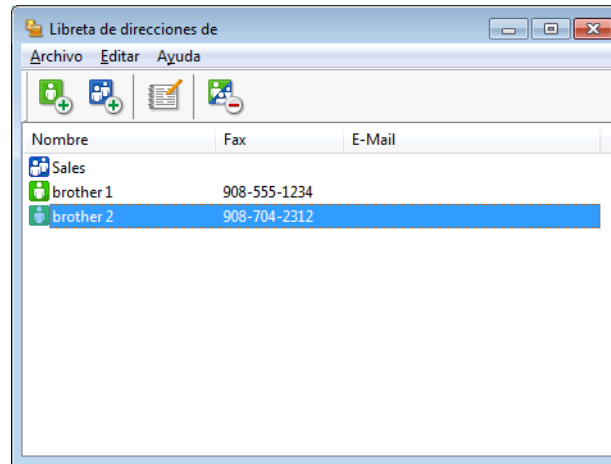 Libreta de direcciones de
Archivo Editar Ayuda
Nombre Fax E-Mail
Sales
brother 1 908-555-1234
brother 2 908-704-2312